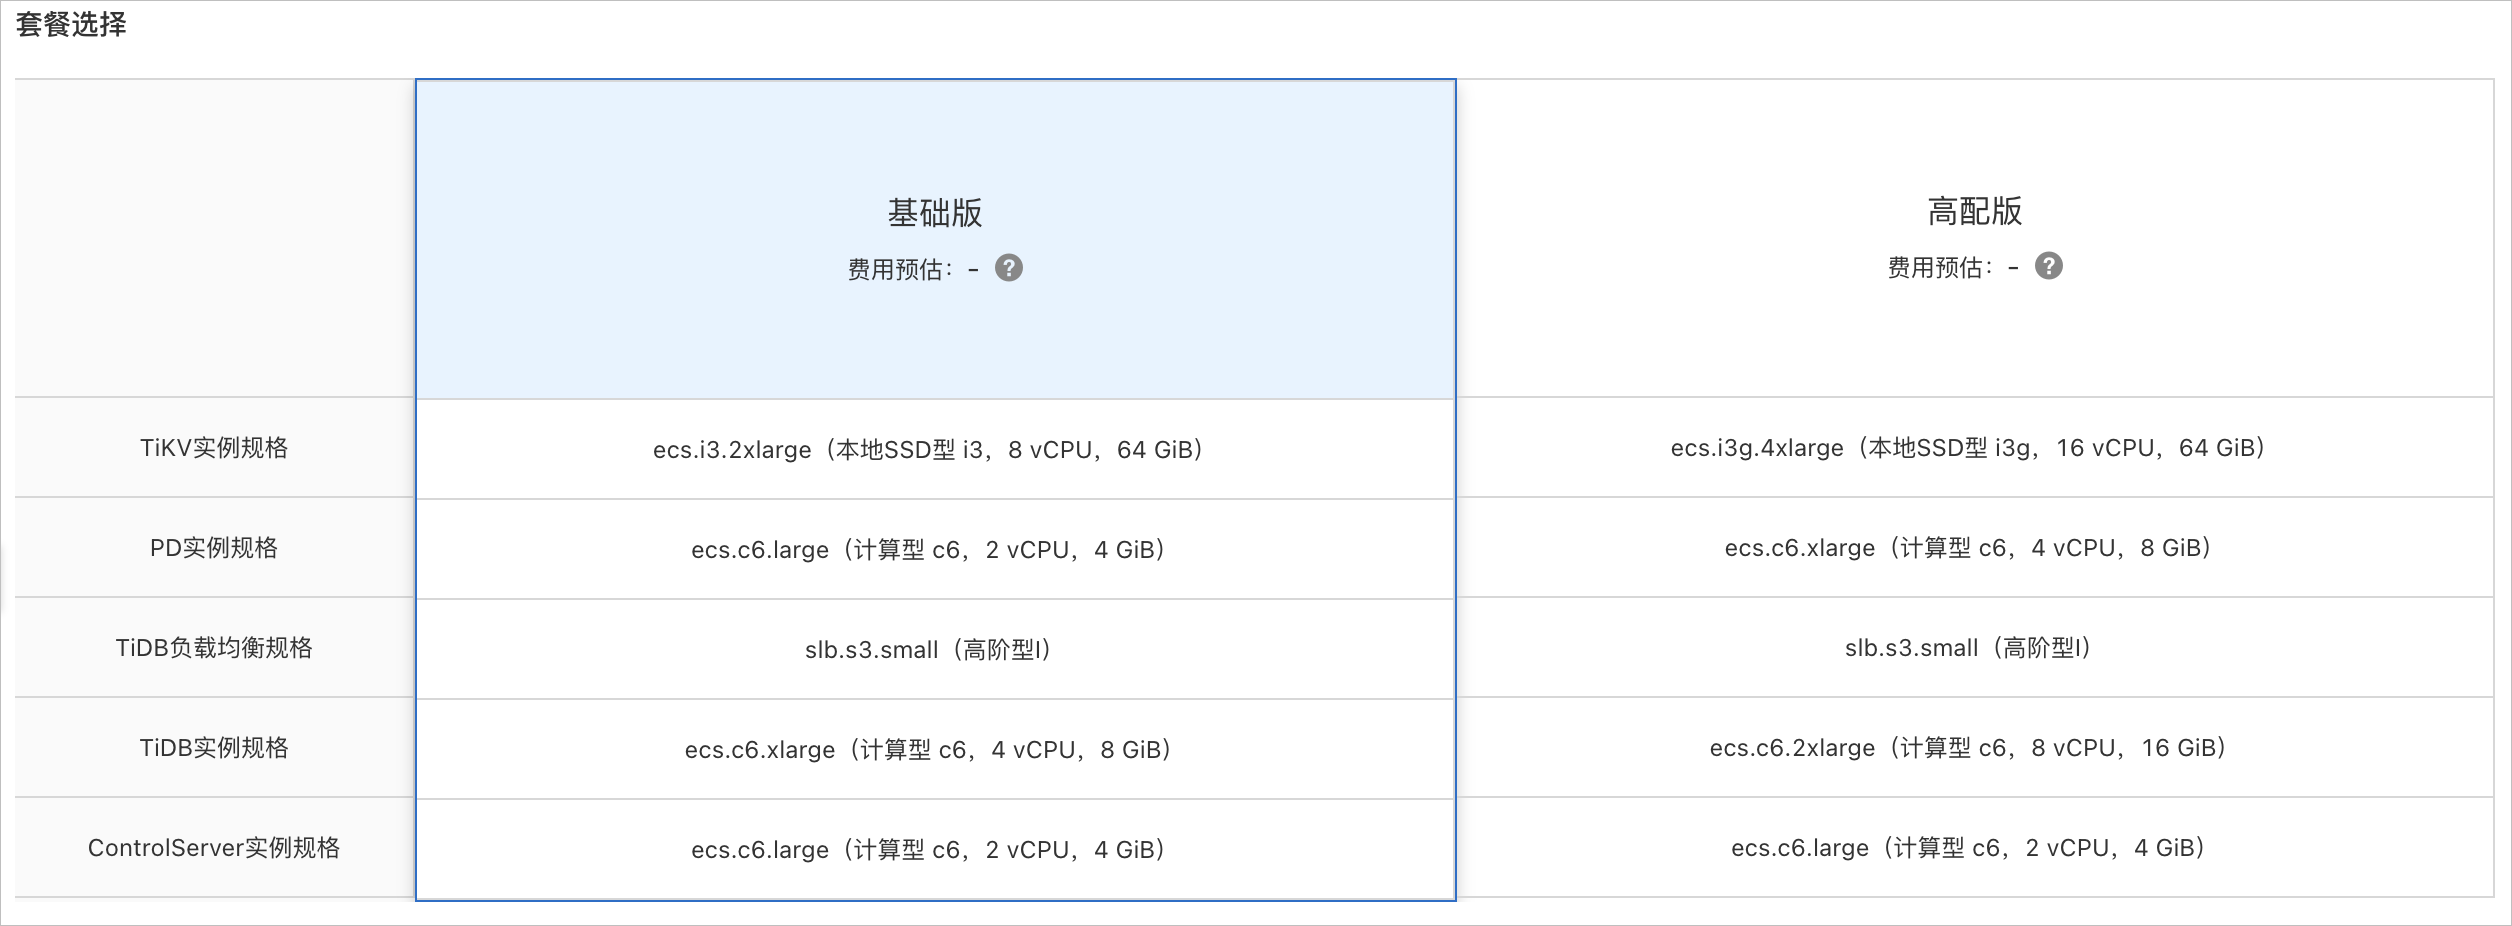 套餐选择
基础版
费用预估：-
高配版
费用预估：-
TiKV实例规格
ecs.i3.2xlarge（本地SSD型 i3，8 vCPU，64 GiB）
ecs.i3g.4xlarge（本地SSD型 i3g，16 vCPU，64 GiB）
PD实例规格
ecs.c6.large（计算型 c6，2 vCPU，4 GiB）
ecs.c6.xlarge（计算型 c6，4 vCPU，8 GiB）
TiDB负载均衡规格
slb.s3.small（高阶型I）
slb.s3.small（高阶型I）
TiDB实例规格
ecs.c6.xlarge（计算型 c6，4 vCPU，8 GiB）
ecs.c6.2xlarge（计算型 c6，8 vCPU，16 GiB）
ControlServer实例规格
ecs.c6.large（计算型 c6，2 vCPU，4 GiB）
ecs.c6.large（计算型 c6，2 vCPU，4 GiB）